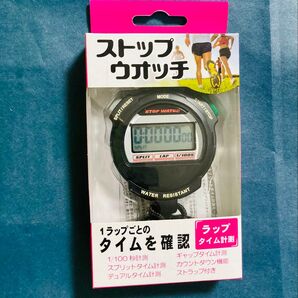 ストップ
ウオッチ
SPLIT/RESET
MODE
STOP WATCH
SPLIT LAP 1/100S
WATER RESISTANT
1ラップごとの
タイムを確認
ラップ
タイム計測
1/100秒計測
スプリットタイム計測
デュアルタイム計測
ギャップタイム計測
カウントダウン機能
ストラップ付き